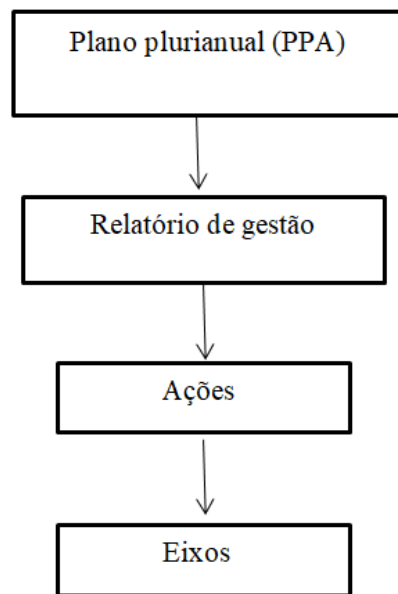 Plano plurianual (PPA)
Relatório de gestão
Ações
Eixos